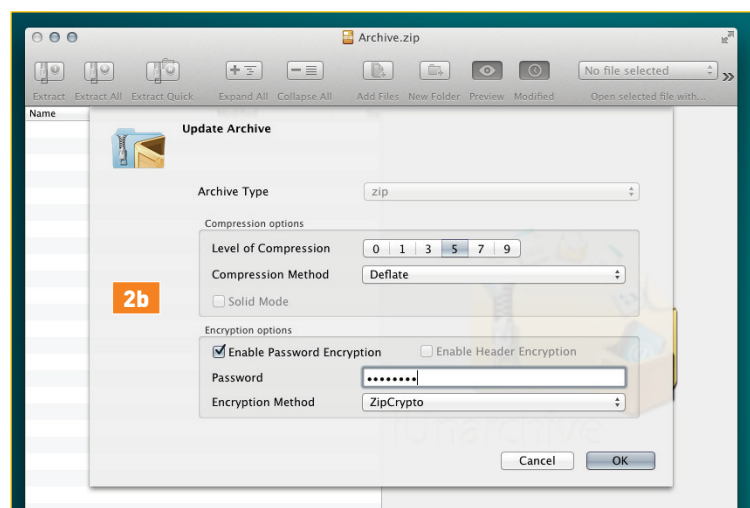 Archive.zip
No file selected
Extract Extract All Extract Quick Expand All Collapse All Add Files New Folder Preview Modified Open selected file with...
Name
Update Archive
Archive Type zip
Compression options
Level of Compression 0 1 3 5 7 9
Compression Method Deflate
2b
Solid Mode
Encryption options
Enable Password Encryption Enable Header Encryption
Password ••••••••
Encryption Method ZipCrypto
Cancel OK